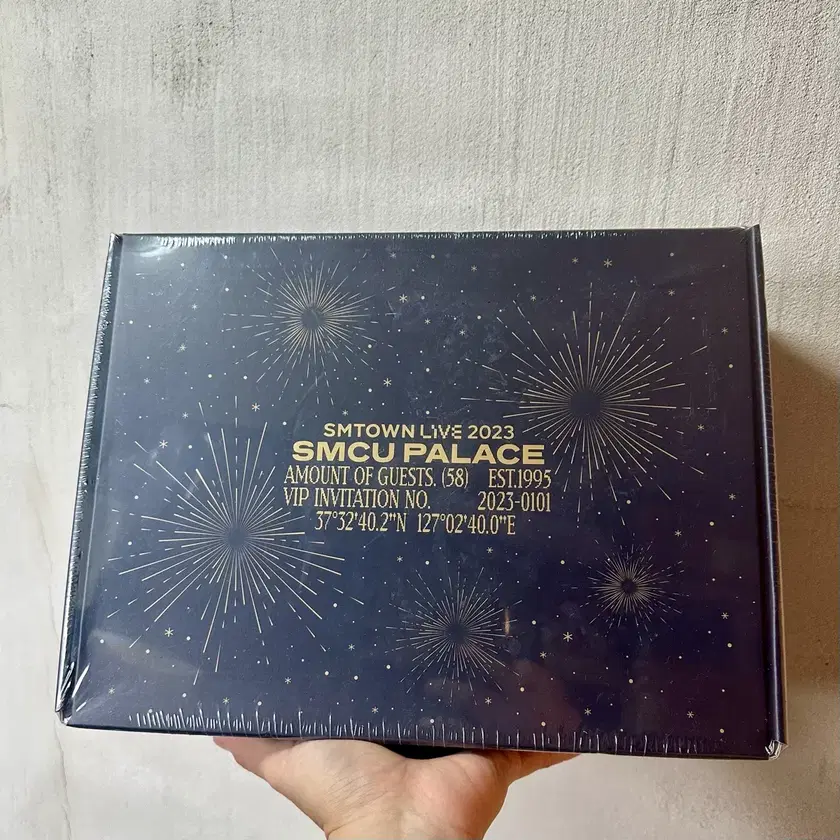 SMTOWN LIVE 2023
SMCU PALACE
AMOUNT OF GUESTS. (58) EST.1995
VIP INVITATION NO. 2023-0101
37°32'40.2"N 127°02'40.0"E